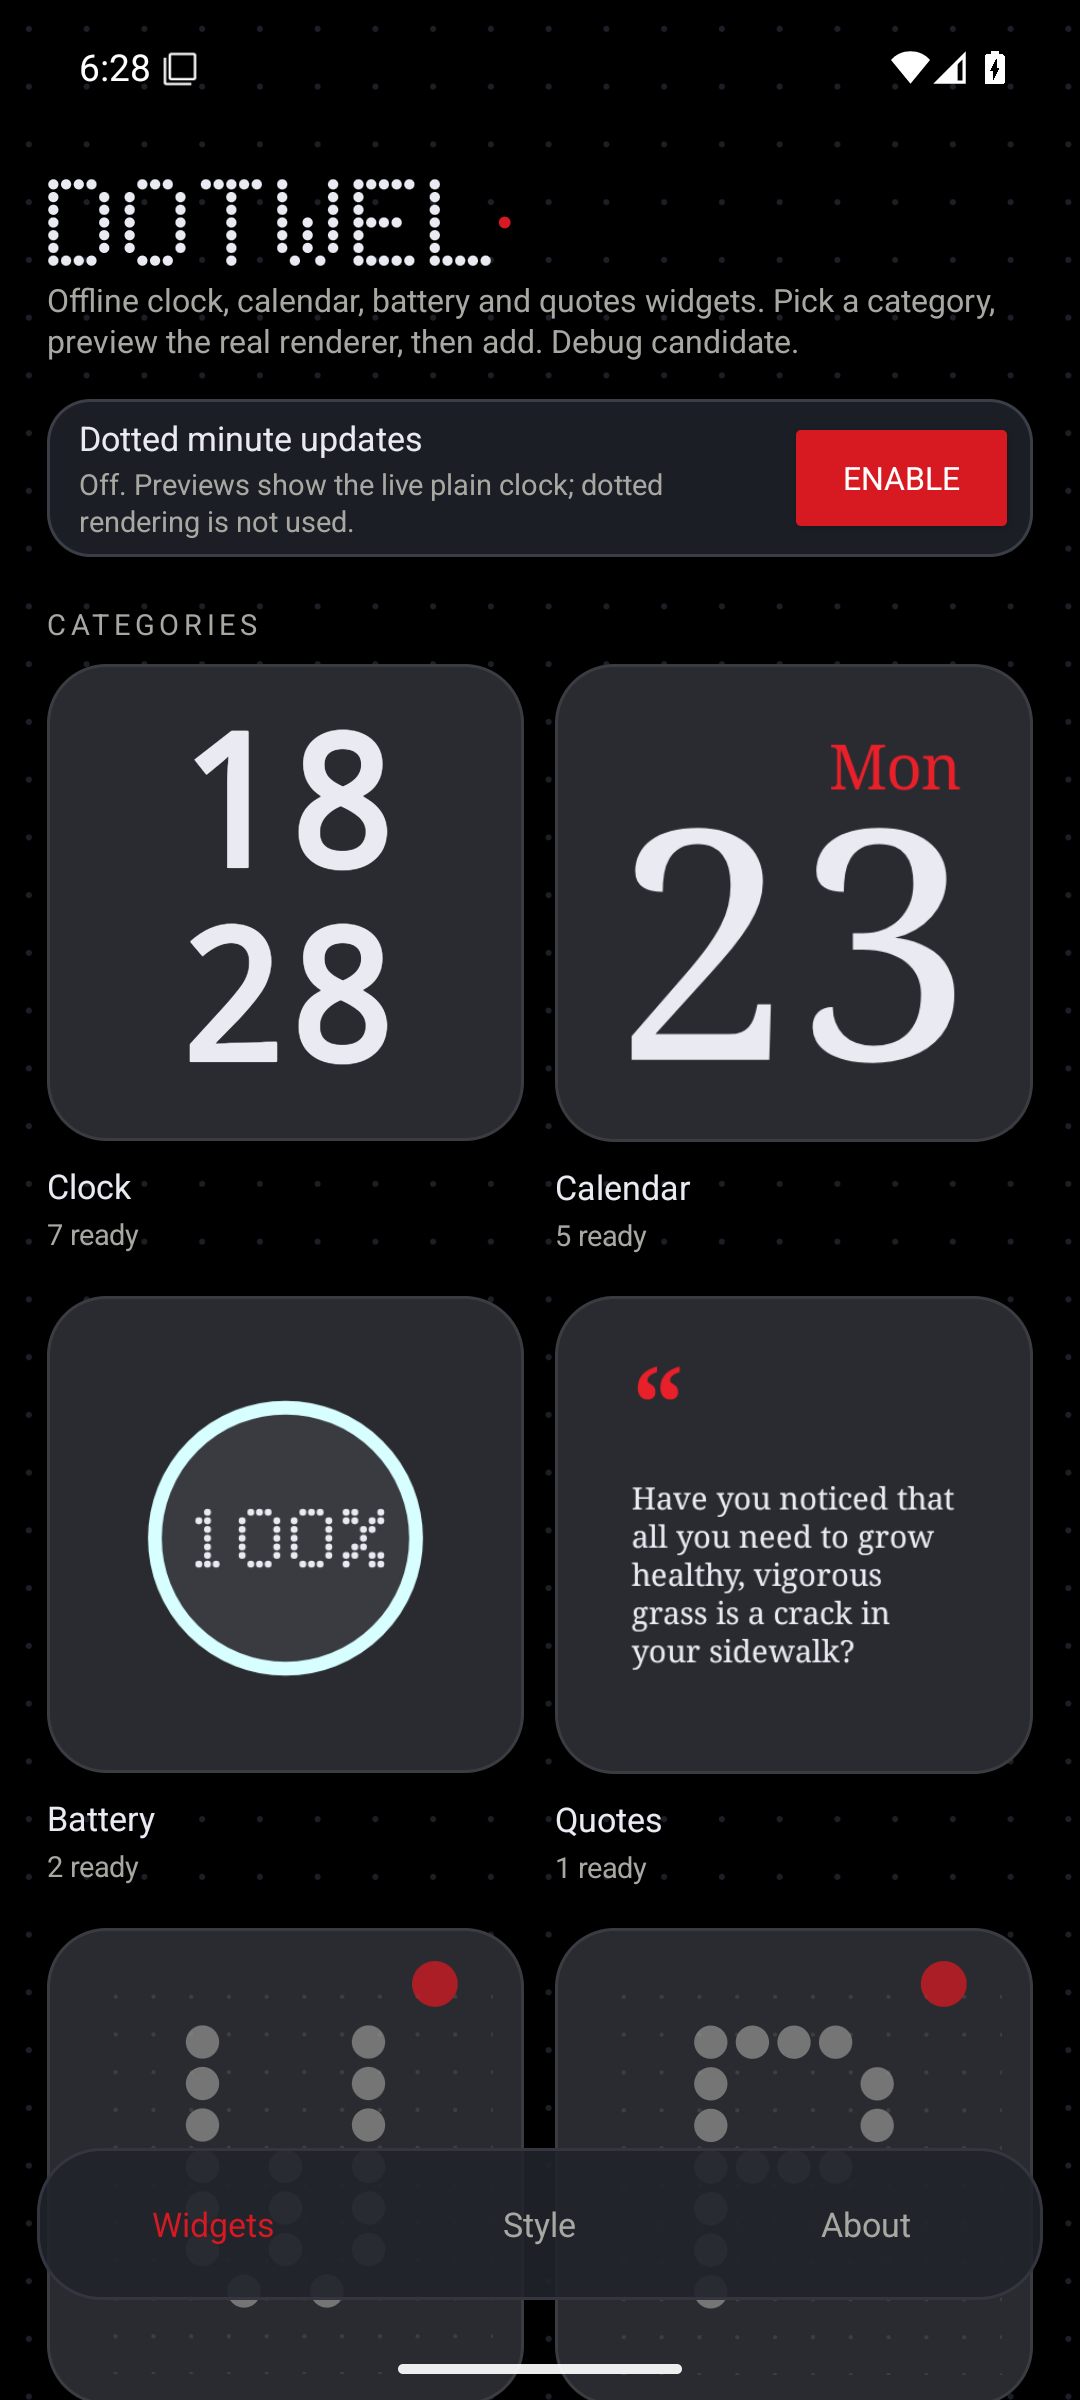 6:28
DOTWEL
Offline clock, calendar, battery and quotes widgets. Pick a category,
preview the real renderer, then add. Debug candidate.
Dotted minute updates
Off. Previews show the live plain clock; dotted
rendering is not used.
ENABLE
CATEGORIES
18
28
Mon
23
Clock
7 ready
Calendar
5 ready
100%
“
Have you noticed that
all you need to grow
healthy, vigorous
grass is a crack in
your sidewalk?
Battery
2 ready
Quotes
1 ready
W
P
Widgets
Style
About